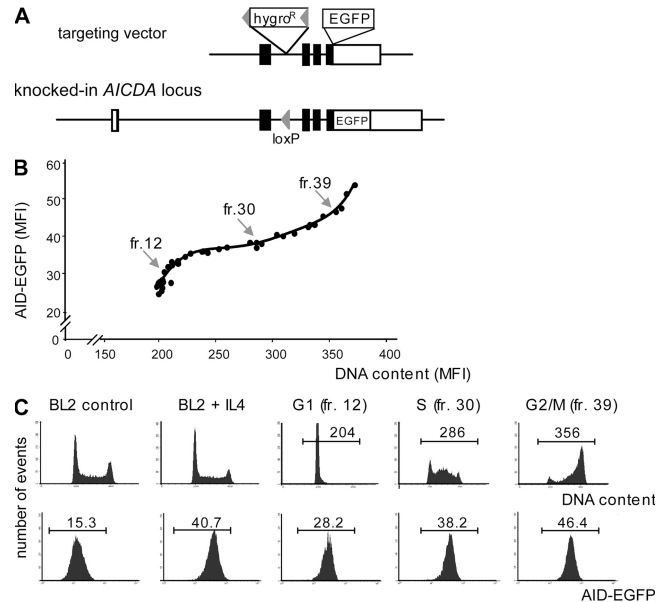 A
hygroR
EGFP
targeting vector
knocked-in AICDA locus
EGFP
loxP
B
AID-EGFP (MFI)
60
50
40
30
20
0
fr.12
fr.30
fr.39
0 150 200 250 300 350 400
DNA content (MFI)
C
BL2 control BL2 + IL4 G1 (fr. 12) S (fr. 30) G2/M (fr. 39)
number of events
204 286 356
DNA content
15.3 40.7 28.2 38.2 46.4
AID-EGFP